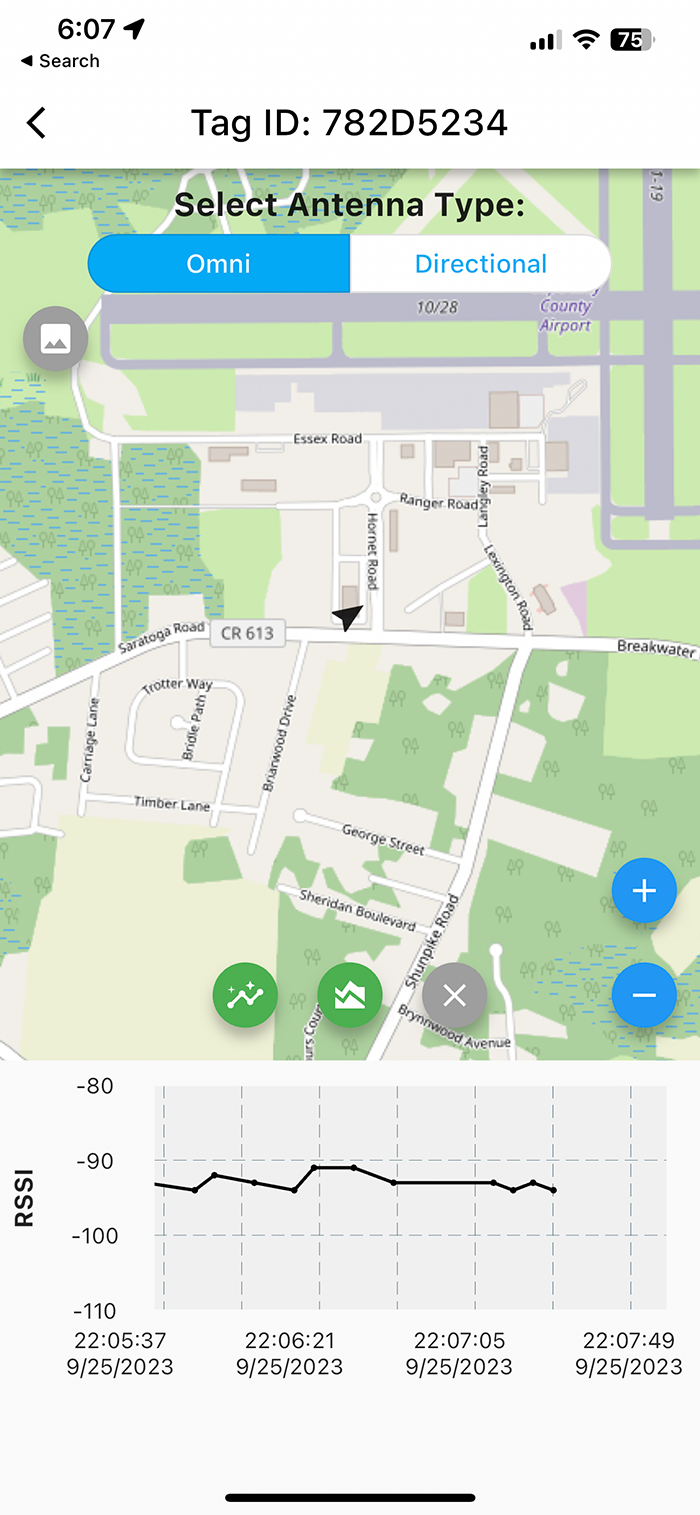 6:07
75
Search
Tag ID: 782D5234
Select Antenna Type:
Omni
Directional
1-19
10/28
County
Airport
Essex Road
Ranger Road
Langley Road
Hornet Road
Lexington Road
Saratoga Road
CR 613
Breakwater
Trotter Way
Bridle Path
Carriage Lane
Briarwood Drive
Timber Lane
George Street
Sheridan Boulevard
Shunpike Road
Brynnwood Avenue
RSSI
-80
-90
-100
-110
22:05:37
9/25/2023
22:06:21
9/25/2023
22:07:05
9/25/2023
22:07:49
9/25/2023